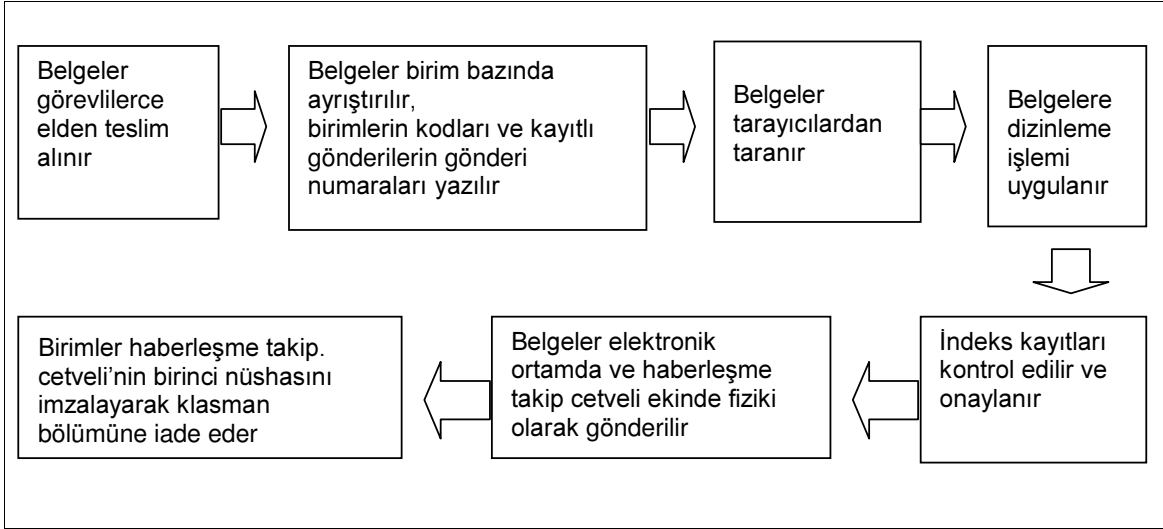 Belgeler
görevlilerce
elden teslim
alınır
Belgeler birim bazında
ayrıştırılır,
birimlerin kodları ve kayıtlı
gönderilerin gönderi
numaraları yazılır
Belgeler
tarayıcılardan
taranır
Belgelere
dizinleme
işlemi
uygulanır
İndeks kayıtları
kontrol edilir ve
onaylanır
Belgeler elektronik
ortamda ve haberleşme
takip cetveli ekinde fiziki
olarak gönderilir
Birimler haberleşme takip.
cetveli’nin birinci nüshasını
imzalayarak klasman
bölümüne iade eder